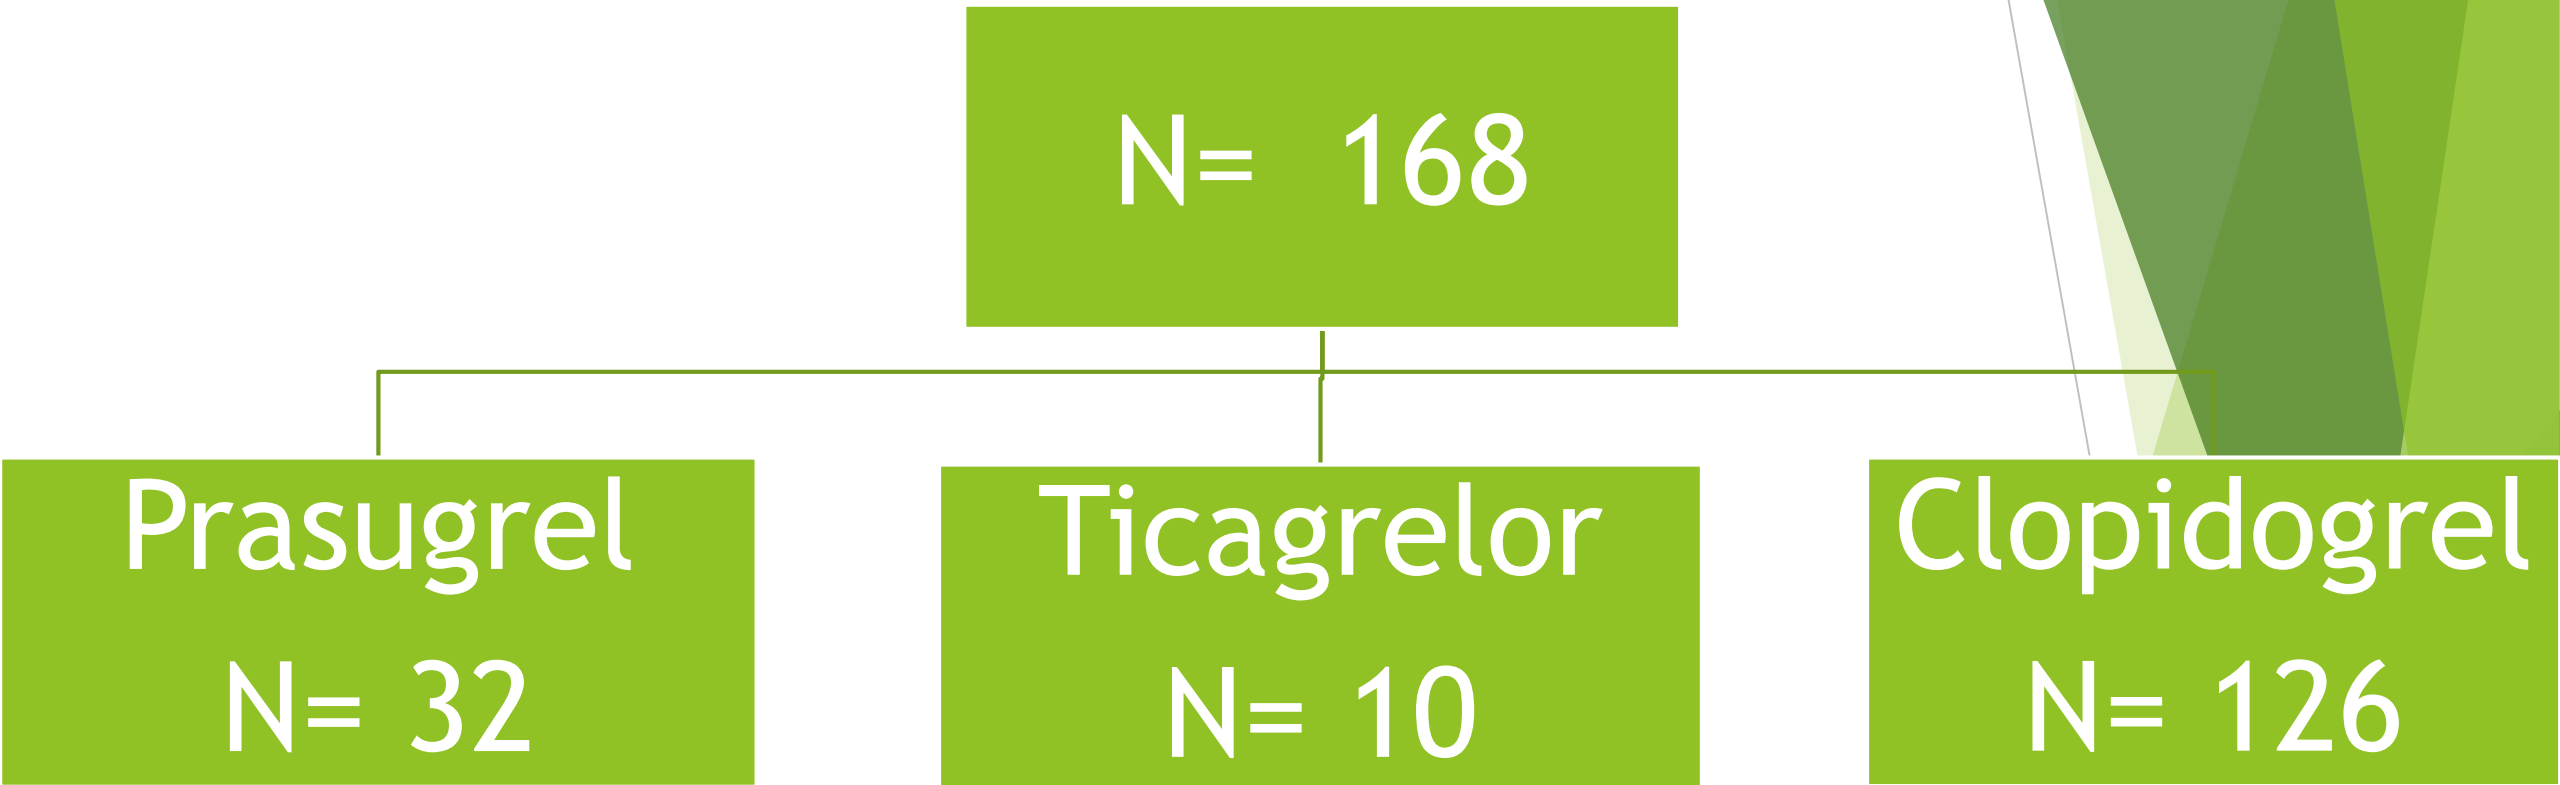 N=  168
Prasugrel
N= 32
Ticagrelor
N= 10
Clopidogrel
N= 126